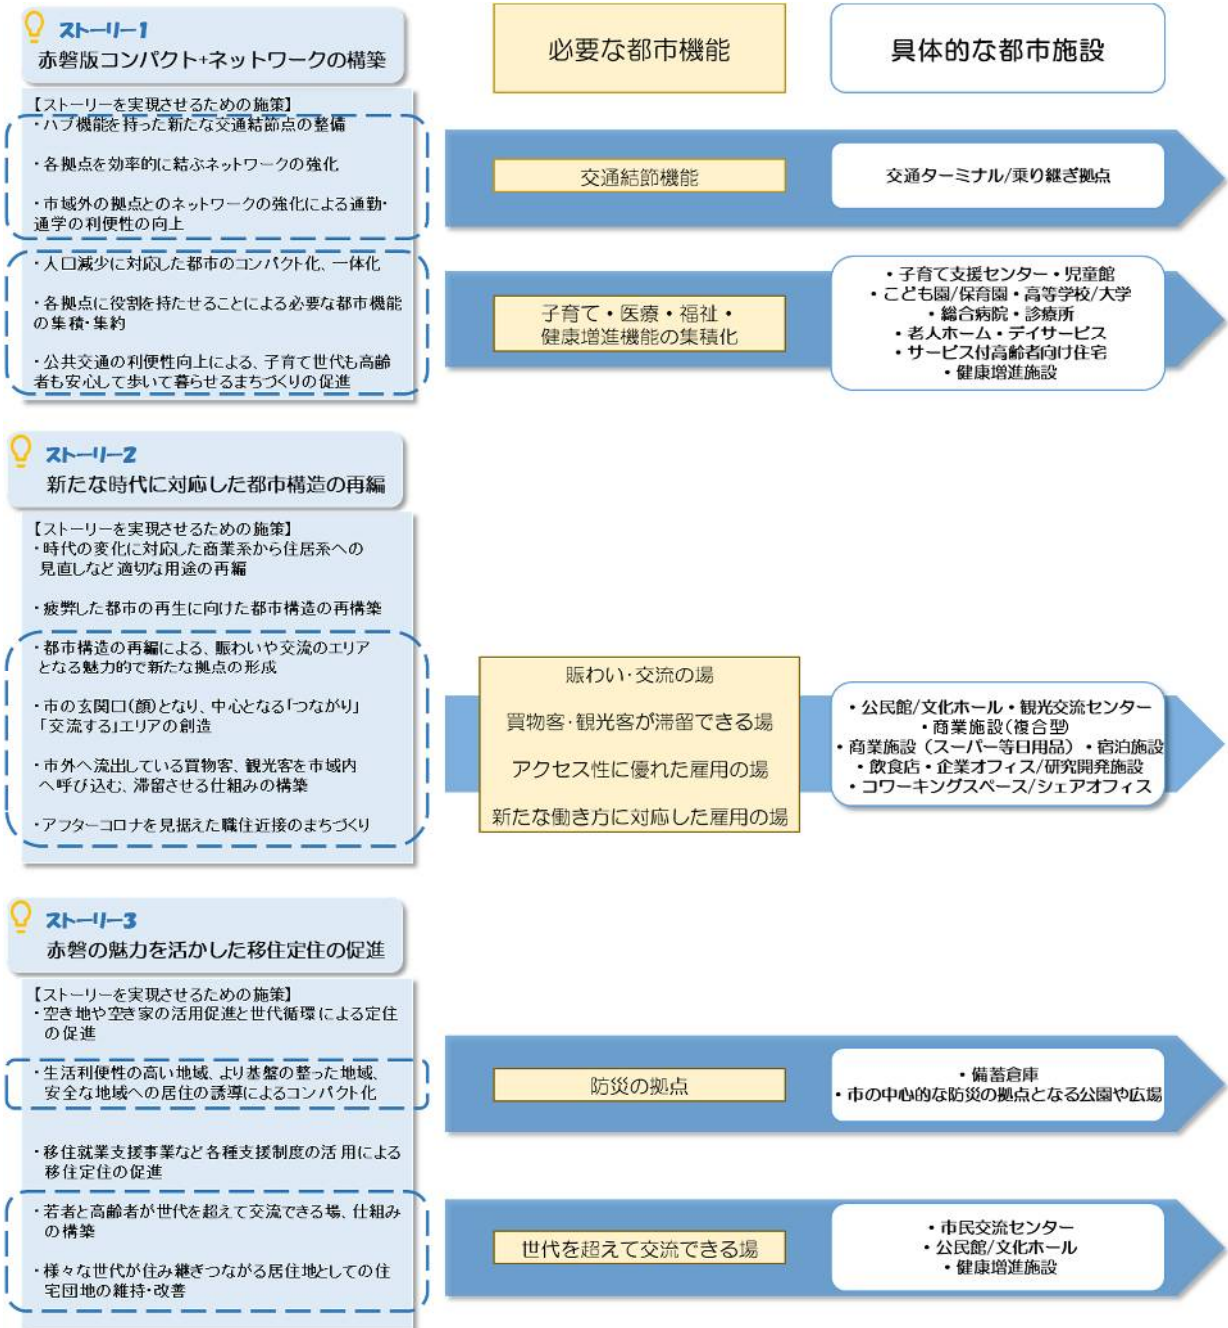 ストーリー1
赤磐版コンパクト+ネットワークの構築
必要な都市機能
具体的な都市施設
【ストーリーを実現させるための施策】
・ハブ機能を持った新たな交通結節点の整備
・各拠点を効率的に結ぶネットワークの強化
・市域外の拠点とのネットワークの強化による通勤・
通学の利便性の向上
交通結節機能
交通ターミナル/乗り継ぎ拠点
・人口減少に対応した都市のコンパクト化、一体化
・各拠点に役割を持たせることによる必要な都市機能
の集積・集約
・公共交通の利便性向上による、子育て世代も高齢
者も安心して歩いて暮らせるまちづくりの促進
子育て・医療・福祉・
健康増進機能の集積化
・子育て支援センター・児童館
・こども園/保育園・高等学校/大学
・総合病院・診療所
・老人ホーム・デイサービス
・サービス付高齢者向け住宅
・健康増進施設
ストーリー2
新たな時代に対応した都市構造の再編
【ストーリーを実現させるための施策】
・時代の変化に対応した商業系から住居系への
見直しなど適切な用途の再編
・疲弊した都市の再生に向けた都市構造の再構築
・都市構造の再編による、賑わいや交流のエリア
となる魅力的で新たな拠点の形成
・市の玄関口(顔)となり、中心となる「つながり」
「交流する」エリアの創造
・市外へ流出している買物客、観光客を市域内
へ呼び込む、滞留させる仕組みの構築
・アフターコロナを見据えた職住近接のまちづくり
賑わい・交流の場
買物客・観光客が滞留できる場
アクセス性に優れた雇用の場
新たな働き方に対応した雇用の場
・公民館/文化ホール・観光交流センター
・商業施設(複合型)
・商業施設（スーパー等日用品）・宿泊施設
・飲食店・企業オフィス/研究開発施設
・コワーキングスペース/シェアオフィス
ストーリー3
赤磐の魅力を活かした移住定住の促進
【ストーリーを実現させるための施策】
・空き地や空き家の活用促進と世代循環による定住
の促進
・生活利便性の高い地域、より基盤の整った地域、
安全な地域への居住の誘導によるコンパクト化
防災の拠点
・備蓄倉庫
・市の中心的な防災の拠点となる公園や広場
・移住就業支援事業など各種支援制度の活用による
移住定住の促進
・若者と高齢者が世代を超えて交流できる場、仕組み
の構築
・様々な世代が住み継ぎつながる居住地としての住
宅団地の維持・改善
世代を超えて交流できる場
・市民交流センター
・公民館/文化ホール
・健康増進施設